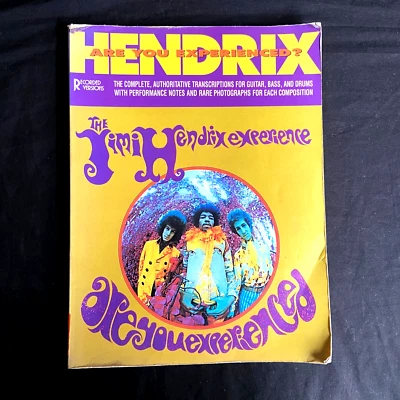 HENDRIX
ARE YOU EXPERIENCED?
RECORDED VERSIONS
THE COMPLETE, AUTHORITATIVE TRANSCRIPTIONS FOR GUITAR, BASS, AND DRUMS
WITH PERFORMANCE NOTES AND RARE PHOTOGRAPHS FOR EACH COMPOSITION
THE
Jimi Hendrix experience
are you experienced